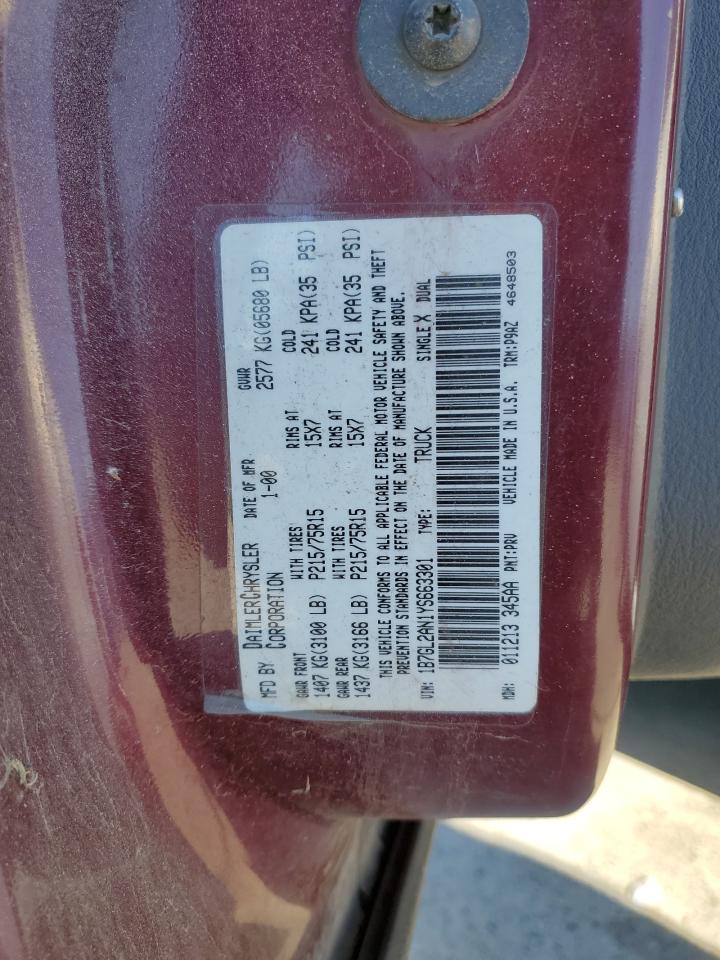 MFD BY DAIMLERCHRYSLER CORPORATION DATE OF MFR 1-00 GVWR 2577 KG(05680 LB)
GAWR FRONT WITH TIRES RIMS AT COLD
1407 KG(3100 LB) P215/75R15 15X7 241 KPA(35 PSI)
GAWR REAR WITH TIRES RIMS AT COLD
1437 KG(3166 LB) P215/75R15 15X7 241 KPA(35 PSI)
THIS VEHICLE CONFORMS TO ALL APPLICABLE FEDERAL MOTOR VEHICLE SAFETY AND THEFT
PREVENTION STANDARDS IN EFFECT ON THE DATE OF MANUFACTURE SHOWN ABOVE.
VIN: 1B7GL2AN1YS663301 TYPE: TRUCK SINGLE X DUAL
MDH: 011213 345AA PNT:PRV VEHICLE MADE IN U.S.A. TRM:P9AZ 4648503